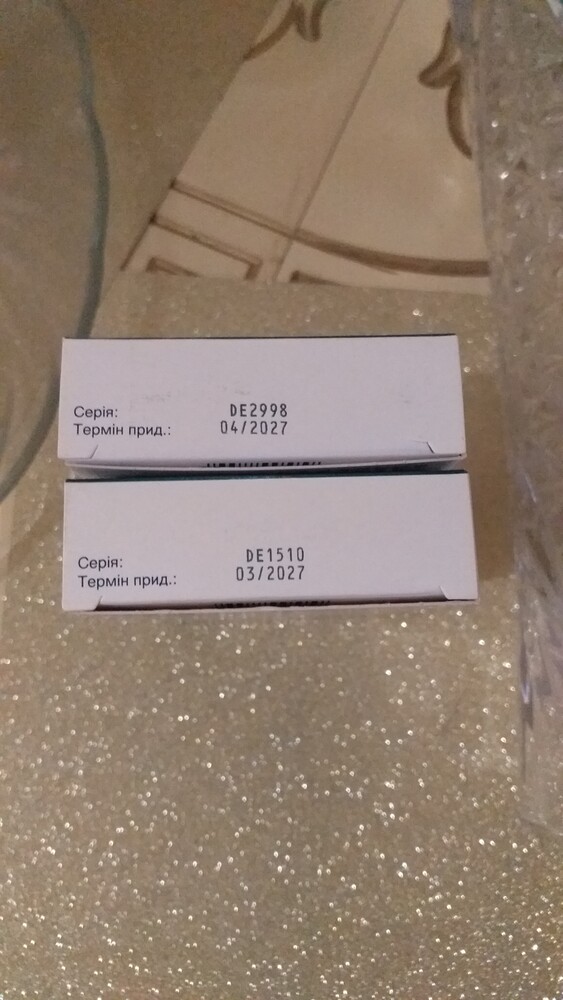 Серія: DE2998
Термін прид.: 04/2027
Серія: DE1510
Термін прид.: 03/2027